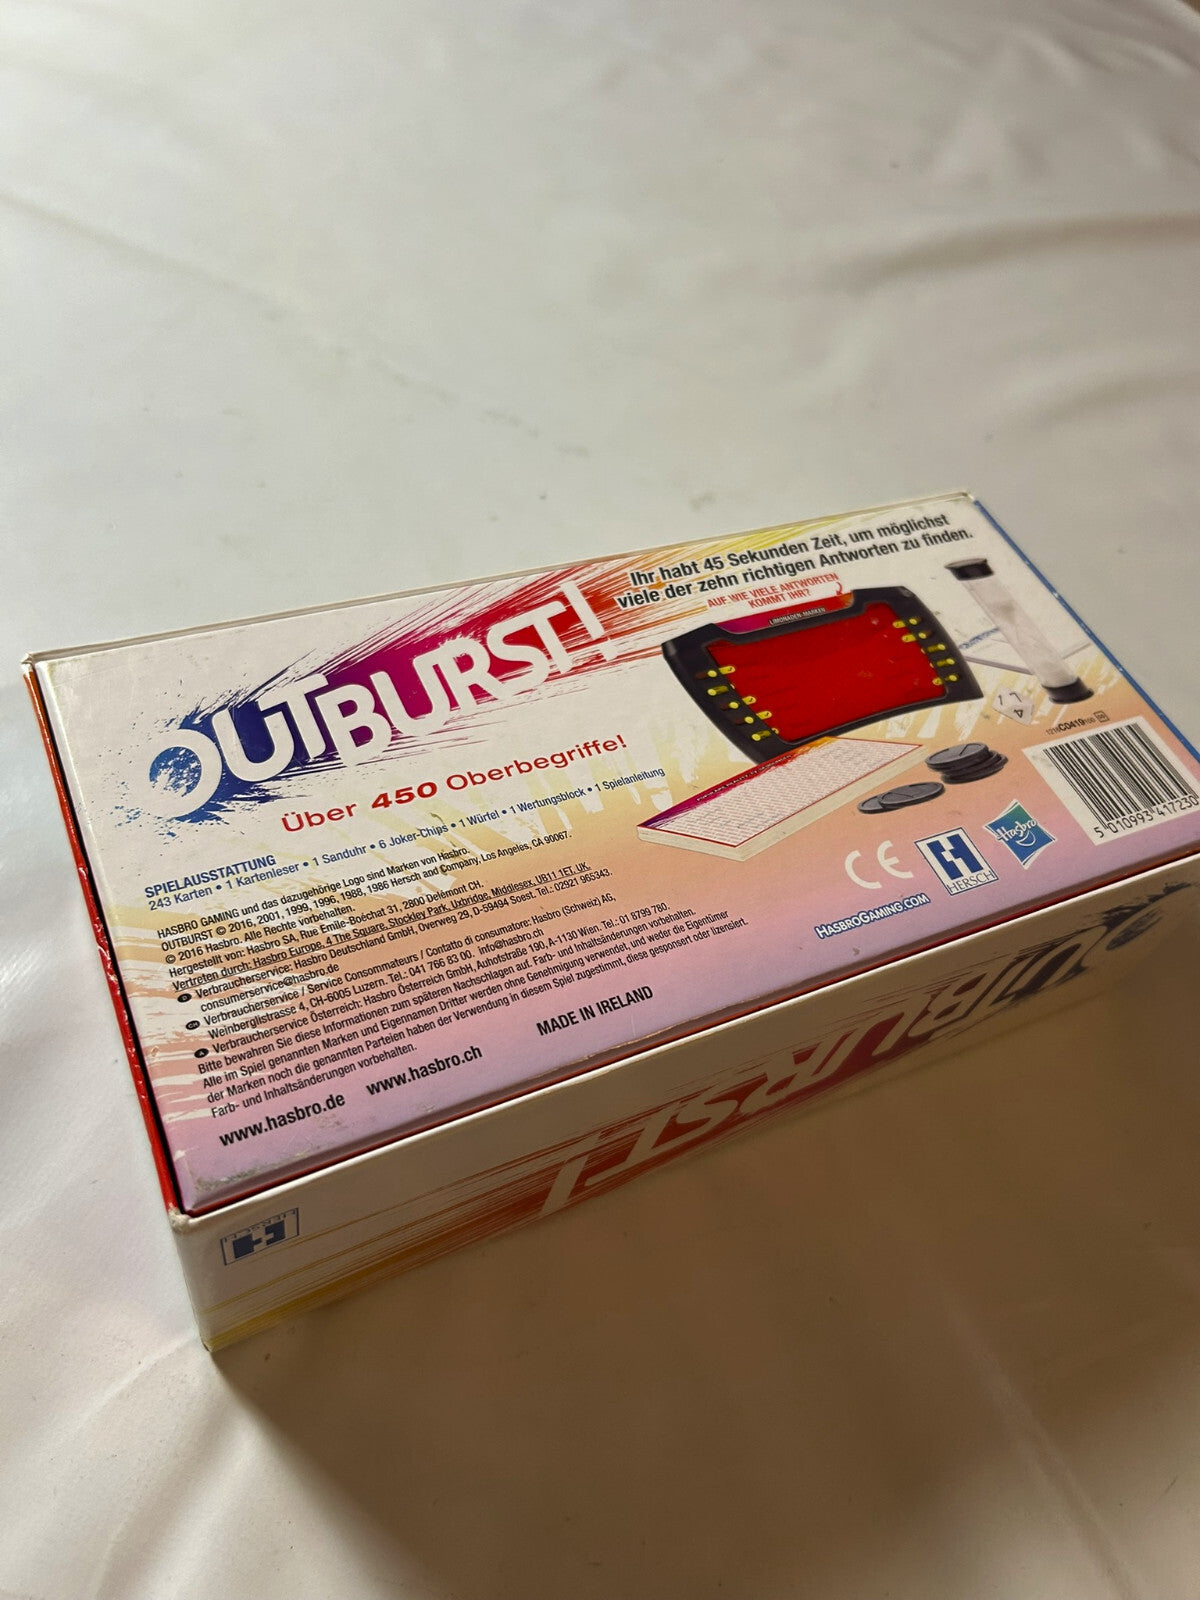 OUTBURST!
Über 450 Oberbegriffe!
Ihr habt 45 Sekunden Zeit, um möglichst
viele der zehn richtigen Antworten zu finden.
AUF WIE VIELE ANTWORTEN
KOMMT IHR?
LIMONADEN-MARKEN
SPIELAUSSTATTUNG
243 Karten • 1 Kartenleser • 1 Sanduhr • 6 Joker-Chips • 1 Würfel • 1 Wertungsblock • 1 Spielanleitung
HASBRO GAMING und das dazugehörige Logo sind Marken von Hasbro.
OUTBURST © 2016, 2001, 1999, 1996, 1988, 1986 Hersch and Company, Los Angeles, CA 90067.
© 2016 Hasbro. Alle Rechte vorbehalten.
Hergestellt von: Hasbro SA, Rue Emile-Boéchat 31, 2800 Delémont CH.
Vertreten durch: Hasbro Europe, 4 The Square, Stockley Park, Uxbridge, Middlesex, UB11 1ET. UK.
D Verbraucherservice: Hasbro Deutschland GmbH, Overweg 29, D-59494 Soest. Tel.: 02921 965343.
consumerservice@hasbro.de
CH Verbraucherservice / Service Consommateurs / Contatto di consumatore: Hasbro (Schweiz) AG,
Weinberglistrasse 4, CH-6005 Luzern. Tel.: 041 766 83 00. info@hasbro.ch
A Verbraucherservice Österreich: Hasbro Österreich GmbH, Auhofstraße 190, A-1130 Wien. Tel.: 01 8799 780.
Bitte bewahren Sie diese Informationen zum späteren Nachschlagen auf. Farb- und Inhaltsänderungen vorbehalten.
Alle im Spiel genannten Marken und Eigennamen Dritter werden ohne Genehmigung verwendet, und weder die Eigentümer
der Marken noch die genannten Parteien haben der Verwendung in diesem Spiel zugestimmt, diese gesponsert oder lizensiert.
Farb- und Inhaltsänderungen vorbehalten.
www.hasbro.de www.hasbro.ch
MADE IN IRELAND
1216C0419100
5 010993 417230
CE
HERSCH
Hasbro
HASBROGAMING.COM
OUTBURST!
HERSCH